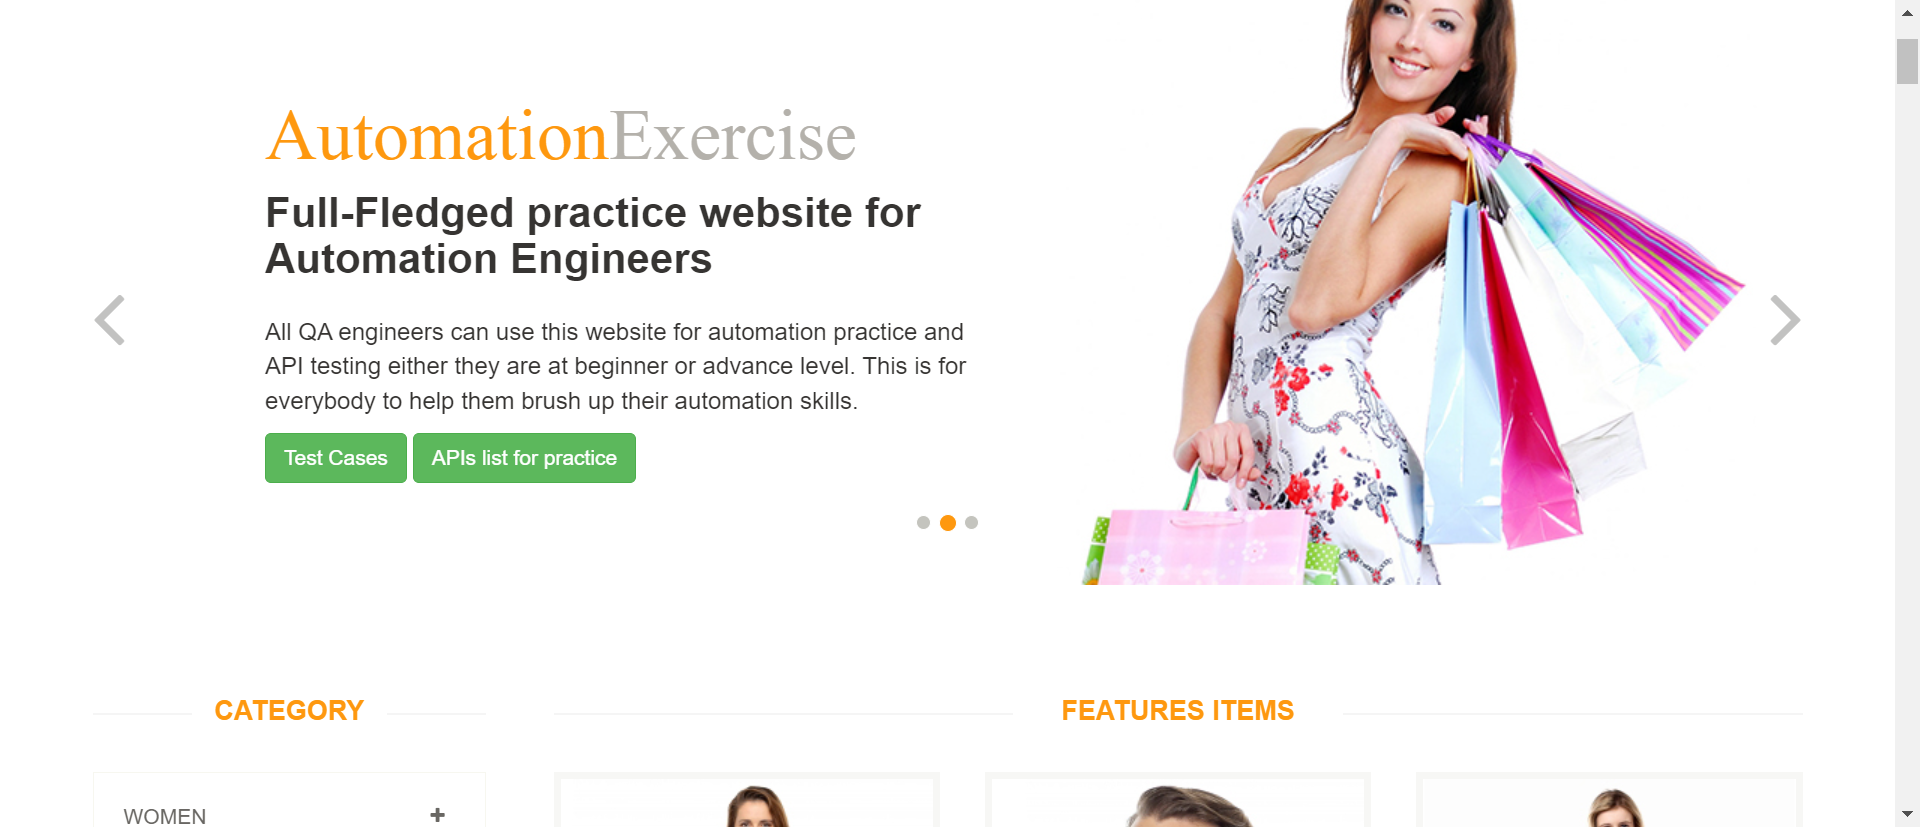 AutomationExercise
Full-Fledged practice website for
Automation Engineers
All QA engineers can use this website for automation practice and
API testing either they are at beginner or advance level. This is for
everybody to help them brush up their automation skills.
Test Cases
APIs list for practice
CATEGORY
FEATURES ITEMS
WOMEN